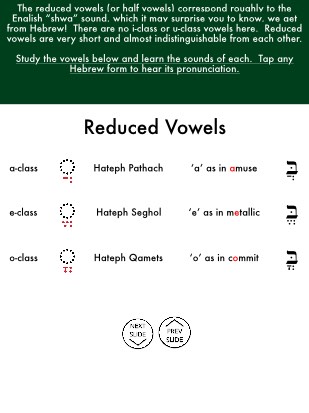 The reduced vowels (or half vowels) correspond roughly to the
English "shwa" sound, which it may surprise you to know, we get
from Hebrew!  There are no i-class or u-class vowels here.  Reduced
vowels are very short and almost indistinguishable from each other.
Study the vowels below and learn the sounds of each.  Tap any
Hebrew form to hear its pronunciation.
Reduced Vowels
a-class ◌ֲ Hateph Pathach 'a' as in amuse בֲּ
e-class ◌ֱ Hateph Seghol 'e' as in metallic בֱּ
o-class ◌ֳ Hateph Qamets 'o' as in commit בֳּ
NEXT
SLIDE
PREV
SLIDE